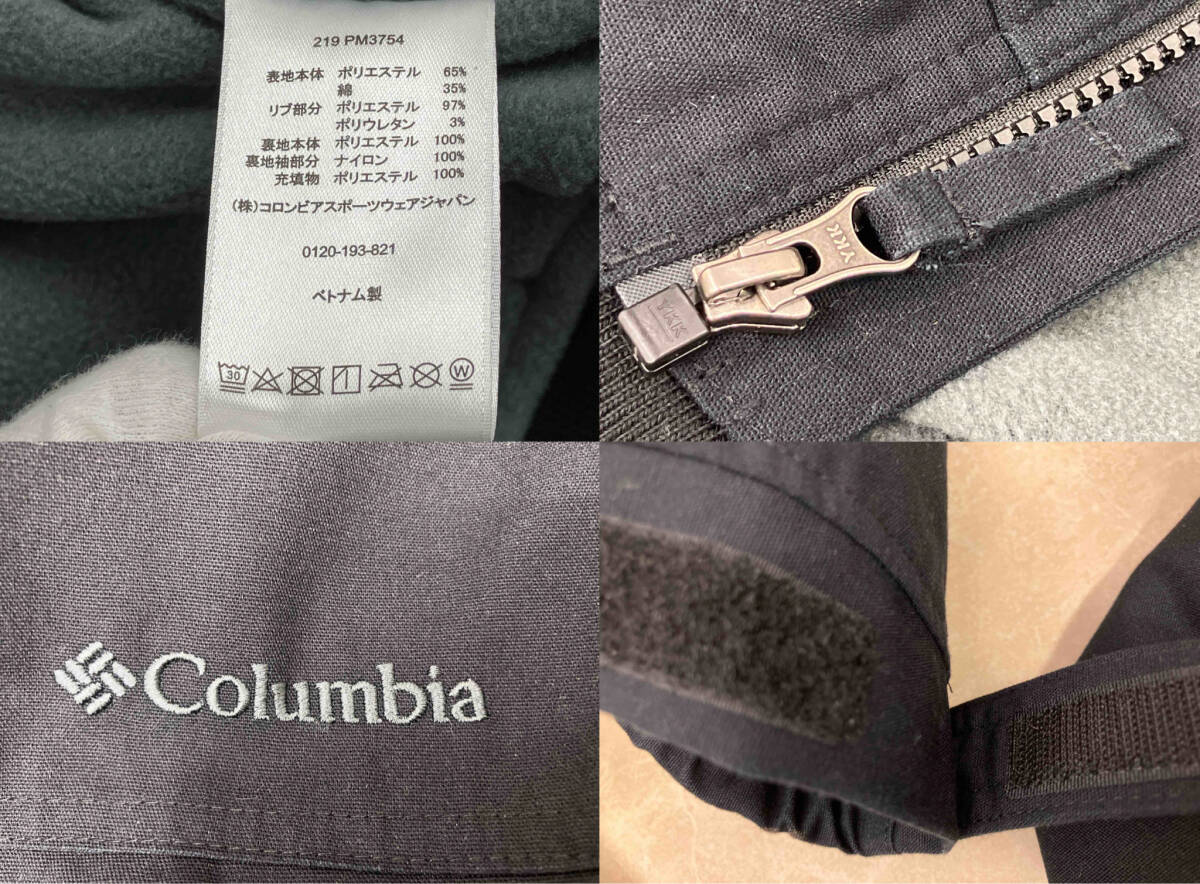 219 PM3754
表地本体 ポリエステル 65%
綿 35%
リブ部分 ポリエステル 97%
ポリウレタン 3%
裏地本体 ポリエステル 100%
裏地袖部分 ナイロン 100%
充填物 ポリエステル 100%
(株)コロンビアスポーツウェアジャパン
0120-193-821
ベトナム製
30
W
YKK
YKK
Columbia